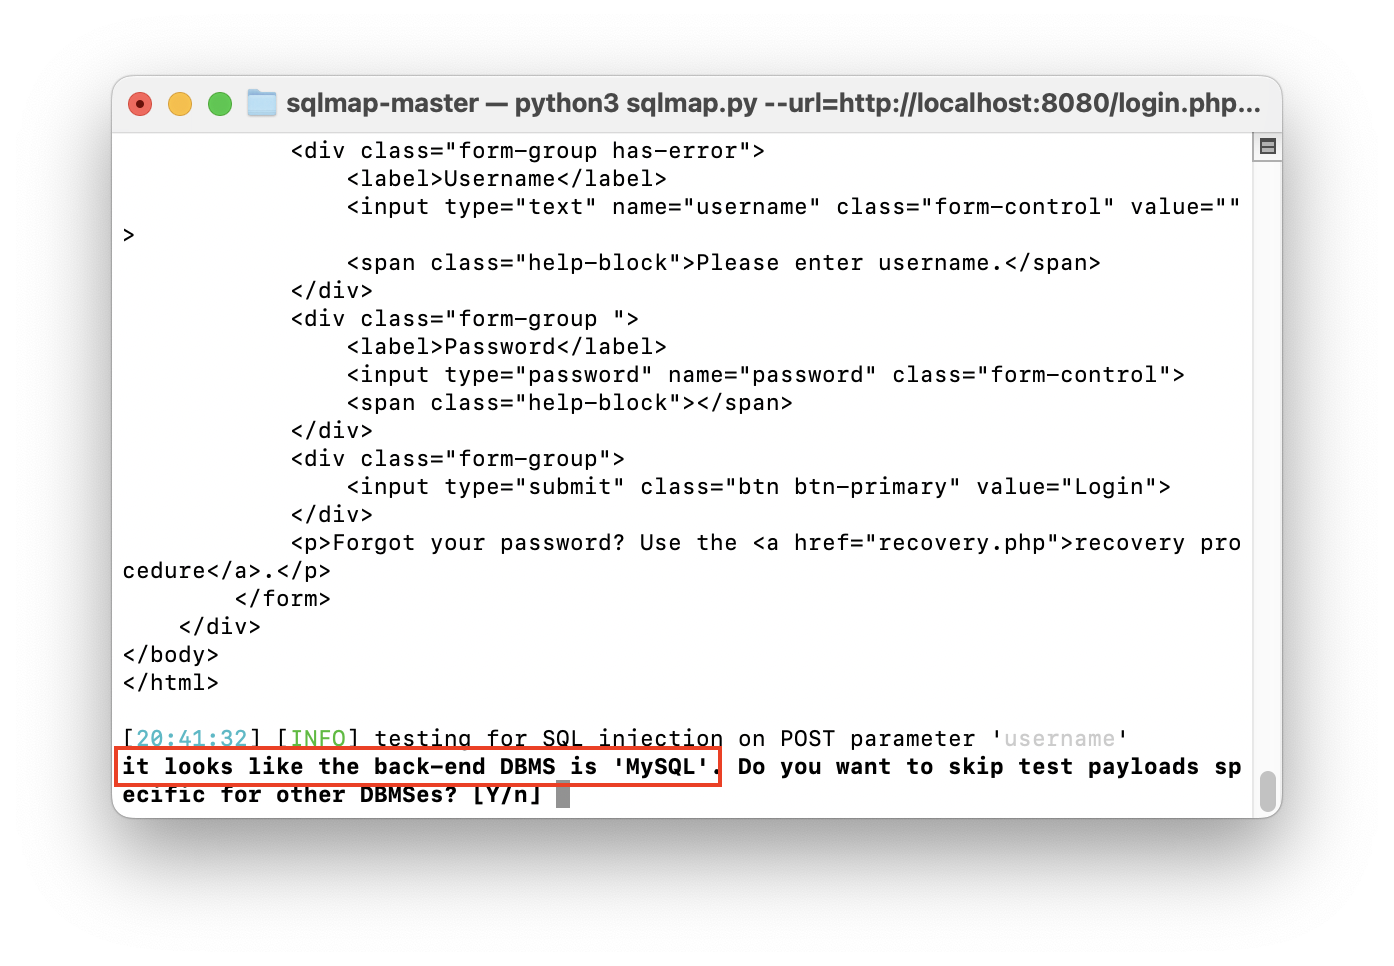 sqlmap-master — python3 sqlmap.py --url=http://localhost:8080/login.php...
<div class="form-group has-error">
<label>Username</label>
<input type="text" name="username" class="form-control" value=""
>
<span class="help-block">Please enter username.</span>
</div>
<div class="form-group ">
<label>Password</label>
<input type="password" name="password" class="form-control">
<span class="help-block"></span>
</div>
<div class="form-group">
<input type="submit" class="btn btn-primary" value="Login">
</div>
<p>Forgot your password? Use the <a href="recovery.php">recovery pro
cedure</a>.</p>
</form>
</div>
</body>
</html>
[20:41:32] [INFO] testing for SQL injection on POST parameter 'username'
it looks like the back-end DBMS is 'MySQL'. Do you want to skip test payloads sp
ecific for other DBMSes? [Y/n]